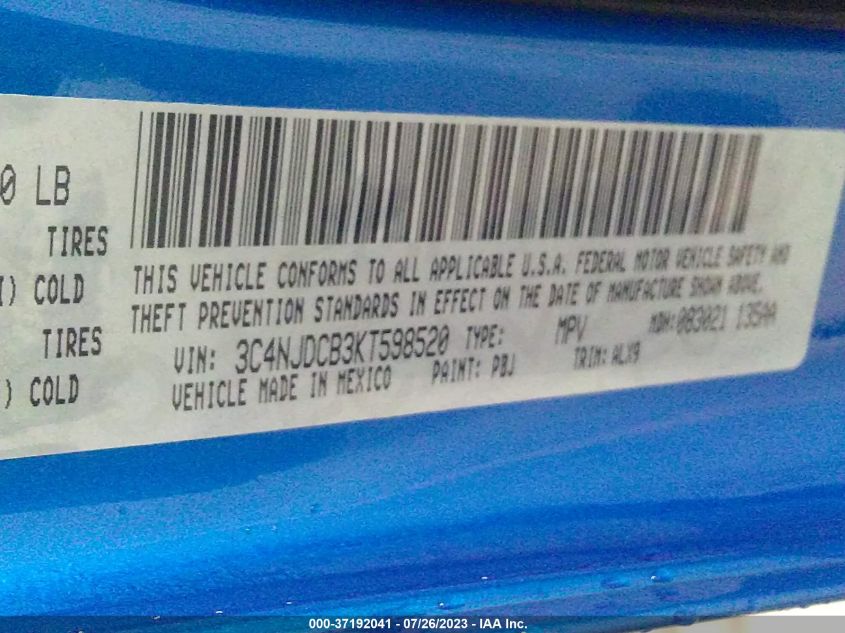 0 LB
TIRES
I) COLD
TIRES
) COLD
THIS VEHICLE CONFORMS TO ALL APPLICABLE U.S.A. FEDERAL MOTOR VEHICLE SAFETY AND
THEFT PREVENTION STANDARDS IN EFFECT ON THE DATE OF MANUFACTURE SHOWN ABOVE.
VIN: 3C4NJDCB3KT598520 TYPE: MPV MDH:083021 135AA
VEHICLE MADE IN MEXICO PAINT: PBJ TRIM: ALX9
000-37192041 - 07/26/2023 - IAA Inc.